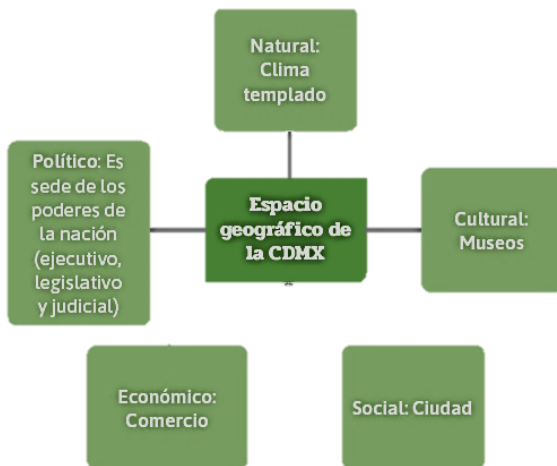 Natural:
Clima
templado
Político: Es
sede de los
poderes de
la nación
(ejecutivo,
legislativo
y judicial)
Espacio
geográfico de
la CDMX
Cultural:
Museos
Económico:
Comercio
Social: Ciudad